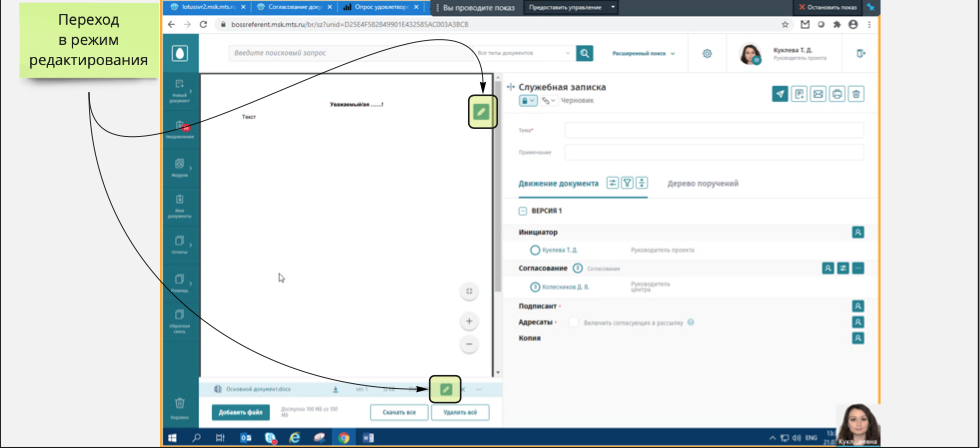 Переход
в режим
редактирования
lotussv2.msk.mts.ru
Согласование доку
Опрос удовлетвор
Вы проводите показ
Предоставить управление
Остановить показ
bossreferent.msk.mts.ru/br/sz?unid=D25E4F5B2849901E432585AC003A3BCB
Введите поисковый запрос
Все типы документов
Расширенный поиск
Куклева Т. Д.
Руководитель проекта
Новый
документ
Уведомления
Модули
Мои
документы
Отчеты
Помощь
Обратная
связь
Корзина
Уважаемый/ая ......!
Текст
Служебная записка
Черновик
Тема*
Примечание
Движение документа
Дерево поручений
ВЕРСИЯ 1
Инициатор
Куклева Т. Д.
Руководитель проекта
Согласование
Согласование
Колесников Д. В.
Руководитель
центра
Подписант
Адресаты
Включить согласующих в рассылку
Копия
Основной документ.docx
Добавить файл
Доступно 100 МБ из 100
МБ
Скачать все
Удалить всё
ENG